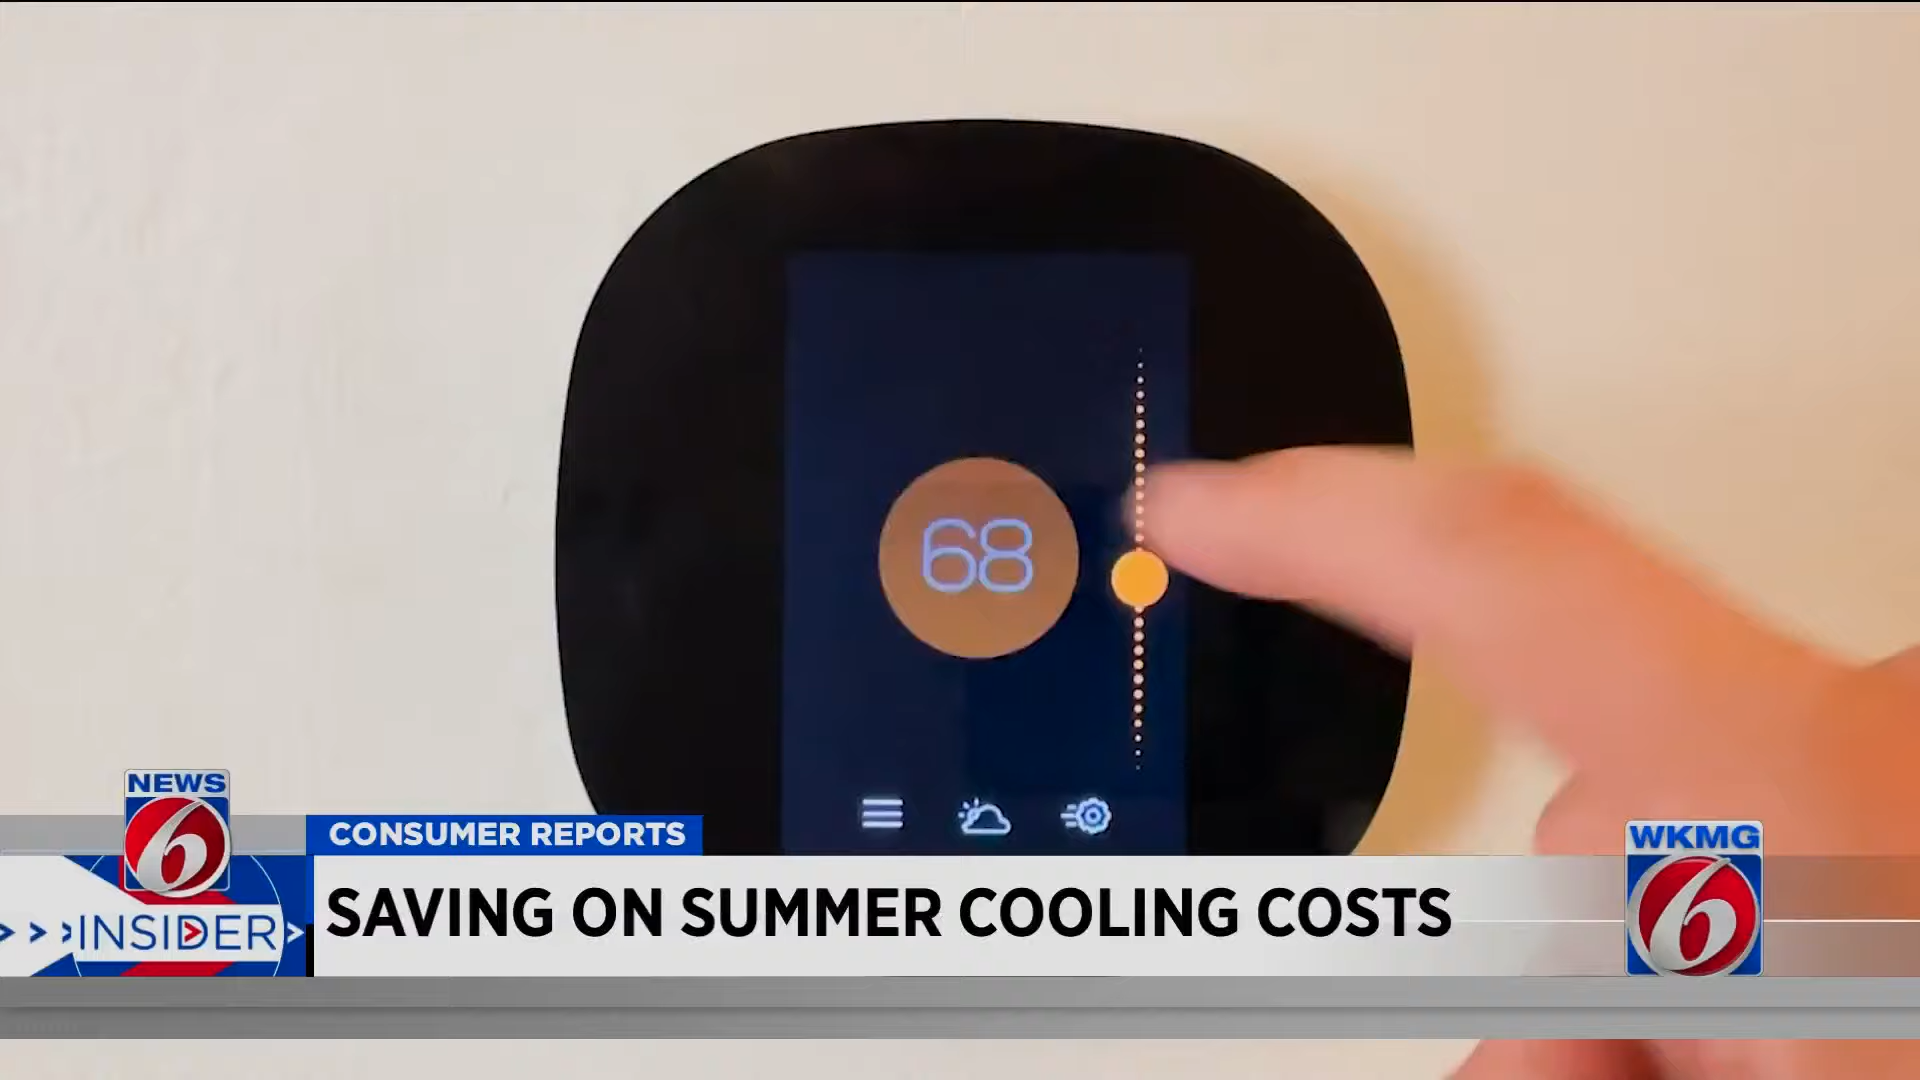 68
NEWS
6
CONSUMER REPORTS
INSIDER
SAVING ON SUMMER COOLING COSTS
WKMG
6